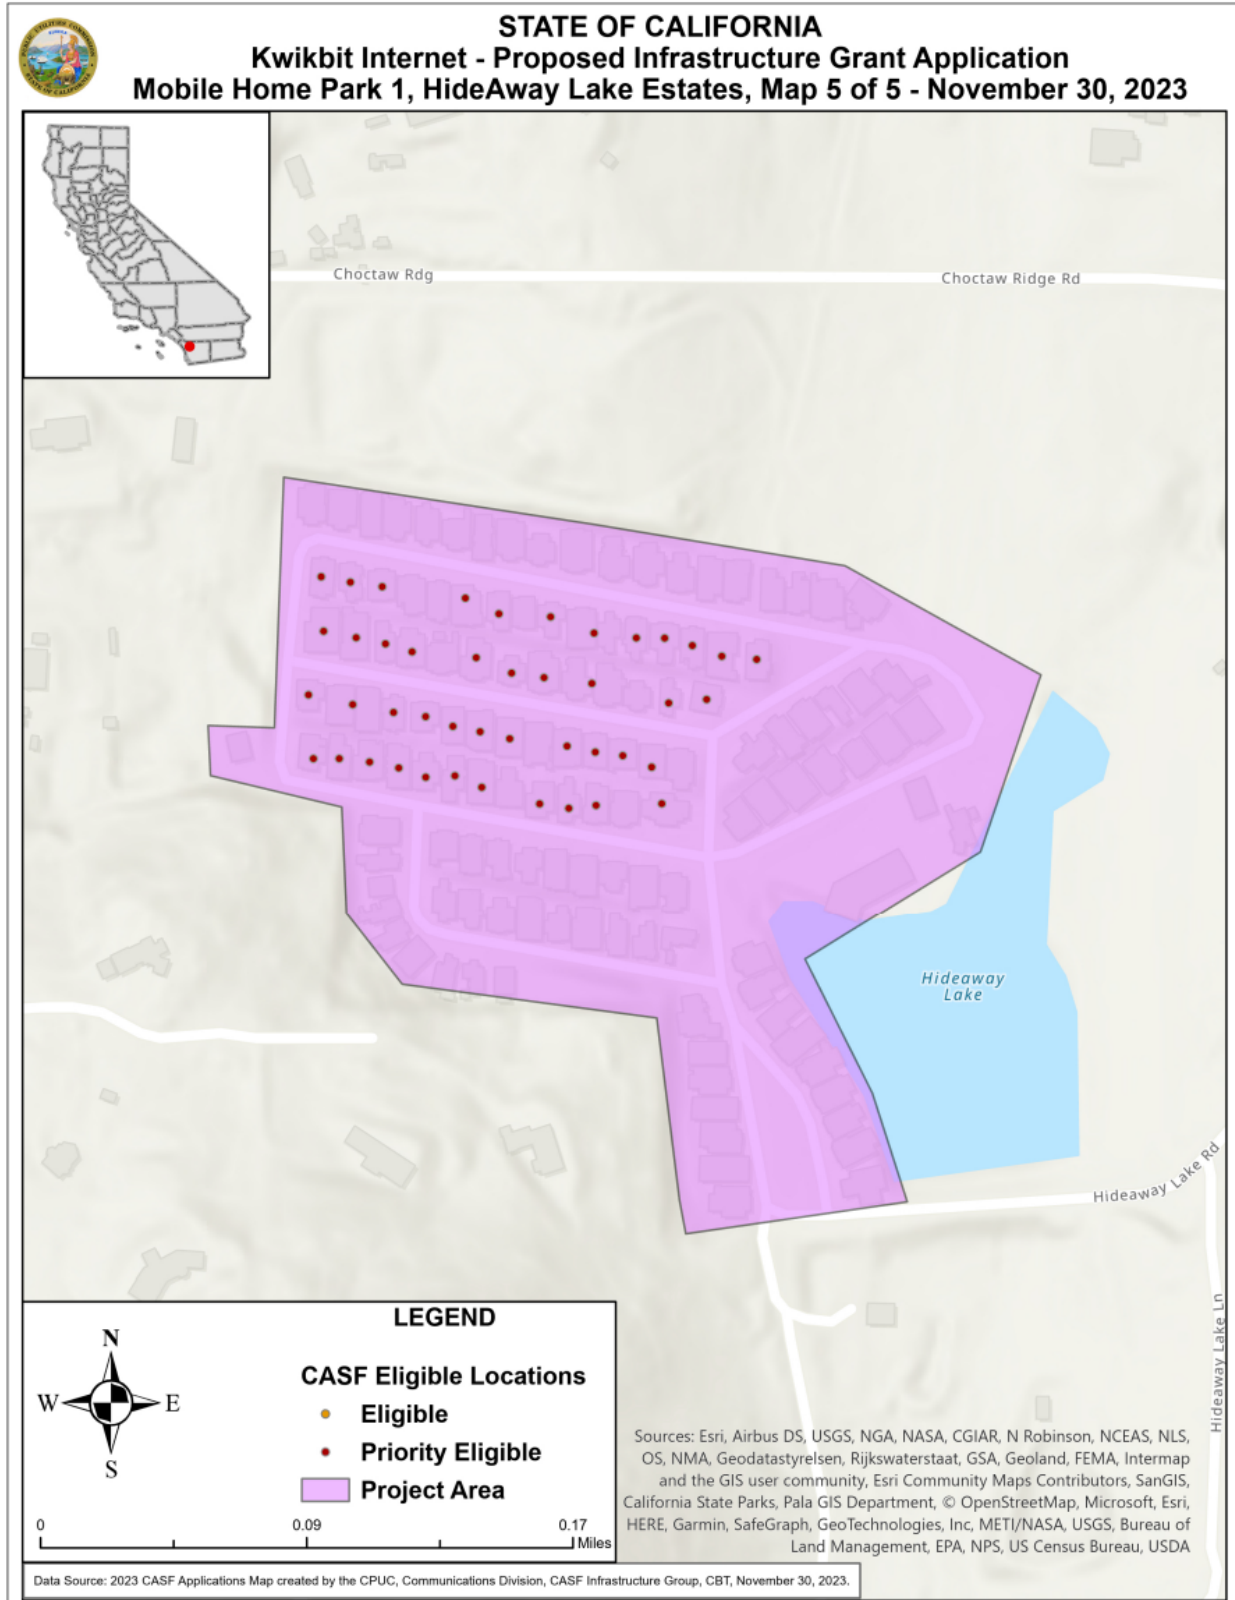 STATE OF CALIFORNIA
Kwikbit Internet - Proposed Infrastructure Grant Application
Mobile Home Park 1, HideAway Lake Estates, Map 5 of 5 - November 30, 2023
Choctaw Rdg
Choctaw Ridge Rd
Hideaway
Lake
Hideaway Lake Rd
Hideaway Lake Ln
LEGEND
N
W
E
S
CASF Eligible Locations
Eligible
Priority Eligible
Project Area
0
0.09
0.17
Miles
Sources: Esri, Airbus DS, USGS, NGA, NASA, CGIAR, N Robinson, NCEAS, NLS,
OS, NMA, Geodatastyrelsen, Rijkswaterstaat, GSA, Geoland, FEMA, Intermap
and the GIS user community, Esri Community Maps Contributors, SanGIS,
California State Parks, Pala GIS Department, © OpenStreetMap, Microsoft, Esri,
HERE, Garmin, SafeGraph, GeoTechnologies, Inc, METI/NASA, USGS, Bureau of
Land Management, EPA, NPS, US Census Bureau, USDA
Data Source: 2023 CASF Applications Map created by the CPUC, Communications Division, CASF Infrastructure Group, CBT, November 30, 2023.